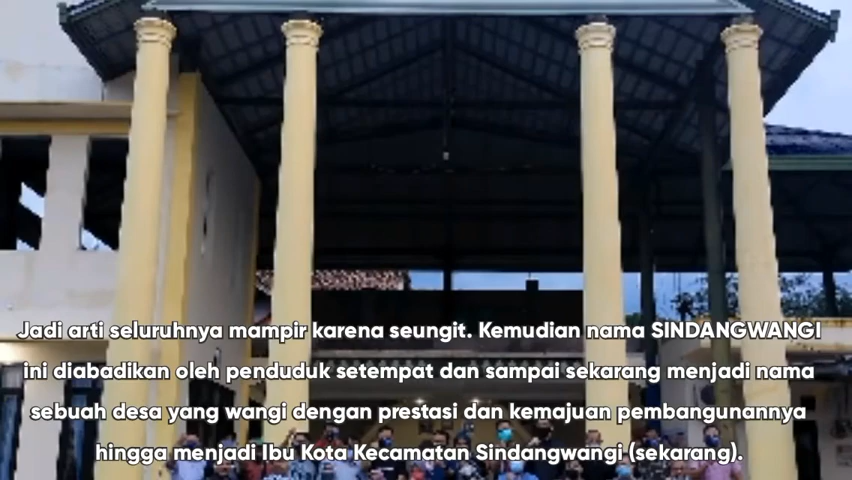 Jadi arti seluruhnya mampir karena seungit. Kemudian nama SINDANGWANGI
ini diabadikan oleh penduduk setempat dan sampai sekarang menjadi nama
sebuah desa yang wangi dengan prestasi dan kemajuan pembangunannya
hingga menjadi Ibu Kota Kecamatan Sindangwangi (sekarang).